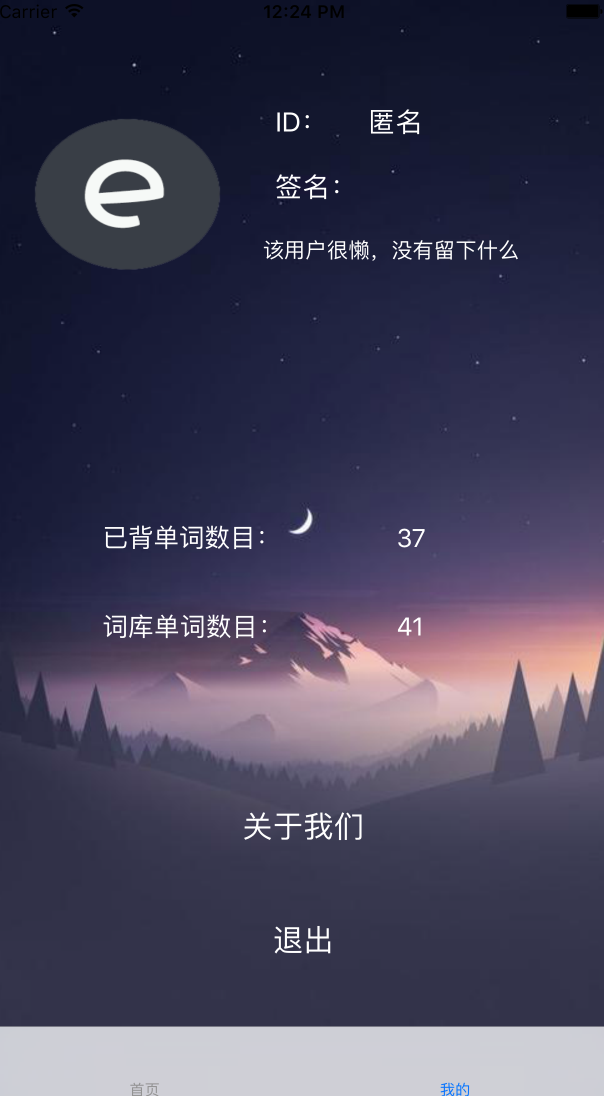 Carrier 12:24 PM
e
ID： 匿名
签名：
该用户很懒，没有留下什么
已背单词数目： 37
词库单词数目： 41
关于我们
退出
首页 我的